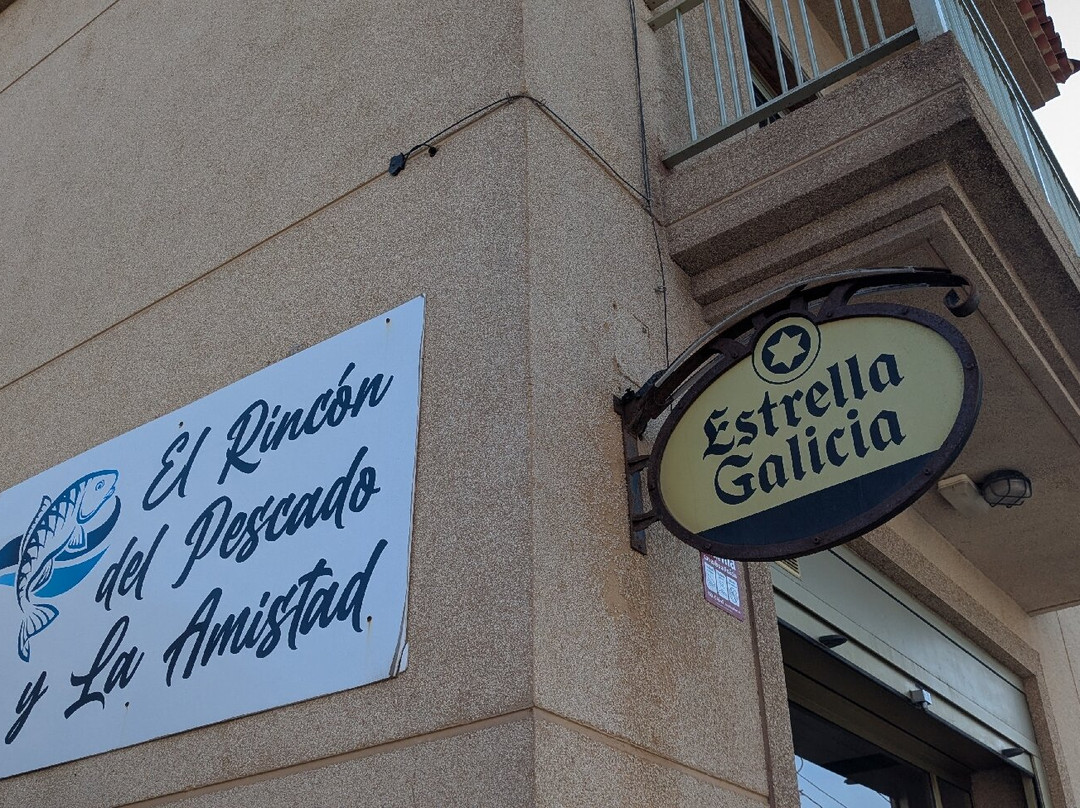 El Rincón
del Pescado
y La Amistad
Estrella
Galicia